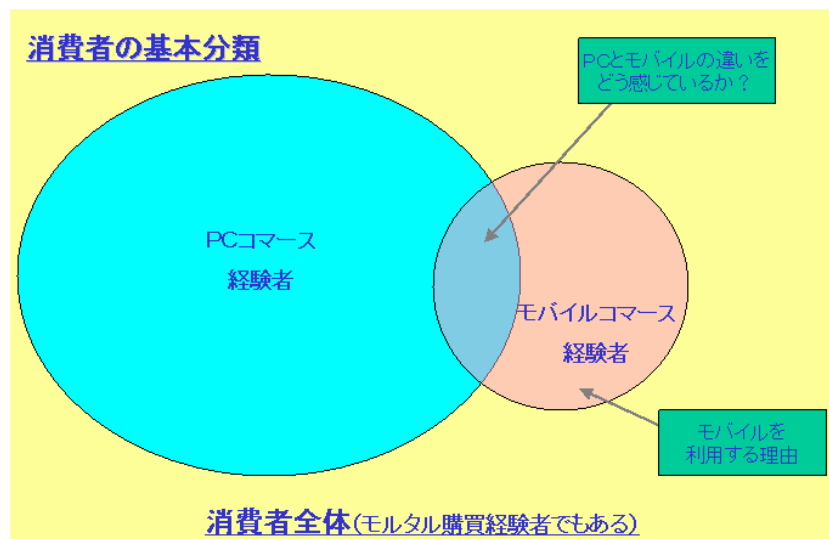 消費者の基本分類
PCとモバイルの違いを
どう感じているか？
PCコマース
経験者
モバイルコマース
経験者
モバイルを
利用する理由
消費者全体(モルタル購買経験者でもある)